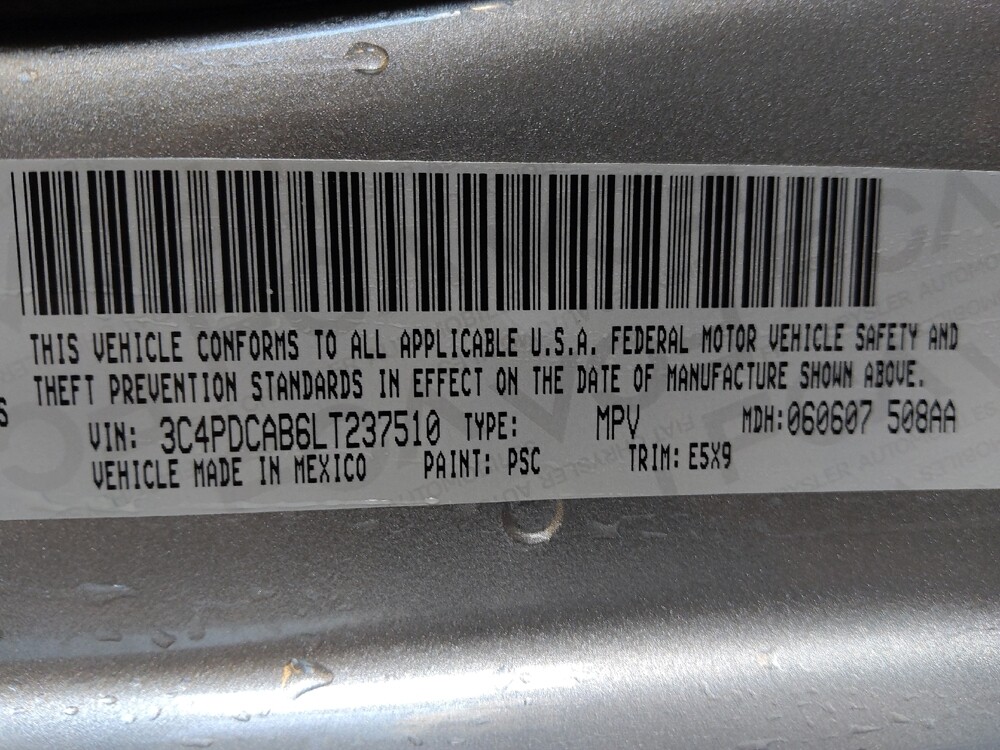 THIS VEHICLE CONFORMS TO ALL APPLICABLE U.S.A. FEDERAL MOTOR VEHICLE SAFETY AND
THEFT PREVENTION STANDARDS IN EFFECT ON THE DATE OF MANUFACTURE SHOWN ABOVE.
VIN: 3C4PDCAB6LT237510 TYPE: MPV MDH:060607 508AA
VEHICLE MADE IN MEXICO PAINT: PSC TRIM: E5X9